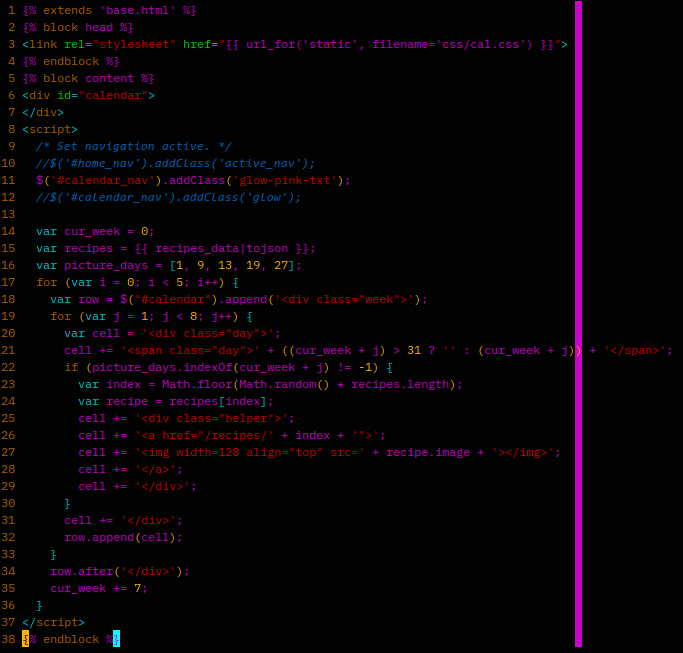 1 {% extends 'base.html' %}
2 {% block head %}
3 <link rel="stylesheet" href="{{ url_for('static', filename='css/cal.css') }}">
4 {% endblock %}
5 {% block content %}
6 <div id="calendar">
7 </div>
8 <script>
9   /* Set navigation active. */
10   //$('#home_nav').addClass('active_nav');
11   $('#calendar_nav').addClass('glow-pink-txt');
12   //$('#calendar_nav').addClass('glow');
13
14   var cur_week = 0;
15   var recipes = {{ recipes_data|tojson }};
16   var picture_days = [1, 9, 13, 19, 27];
17   for (var i = 0; i < 5; i++) {
18     var row = $("#calendar").append('<div class="week">');
19     for (var j = 1; j < 8; j++) {
20       var cell = '<div class="day">';
21       cell += '<span class="day">' + ((cur_week + j) > 31 ? '' : (cur_week + j)) + '</span>';
22       if (picture_days.indexOf(cur_week + j) != -1) {
23         var index = Math.floor(Math.random() * recipes.length);
24         var recipe = recipes[index];
25         cell += '<div class="helper">';
26         cell += '<a href="/recipes/' + index + '">';
27         cell += '<img width=128 align="top" src=' + recipe.image + '></img>';
28         cell += '</a>';
29         cell += '</div>';
30       }
31       cell += '</div>';
32       row.append(cell);
33     }
34     row.after('</div>');
35     cur_week += 7;
36   }
37 </script>
38 {% endblock %}